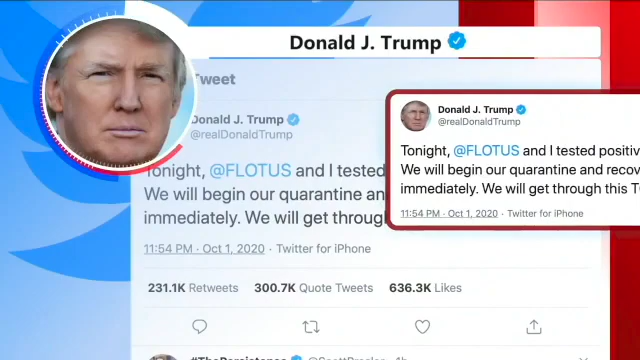 Donald J. Trump
Tweet
Donald J. Trump
@realDonaldTrump
Tonight, @FLOTUS and I tested
We will begin our quarantine an
immediately. We will get through
11:54 PM · Oct 1, 2020 · Twitter for iPhone
231.1K Retweets 300.7K Quote Tweets 636.3K Likes
Donald J. Trump
@realDonaldTrump
Tonight, @FLOTUS and I tested positiv
We will begin our quarantine and recov
immediately. We will get through this T
11:54 PM · Oct 1, 2020 · Twitter for iPhone
#ThePersistence